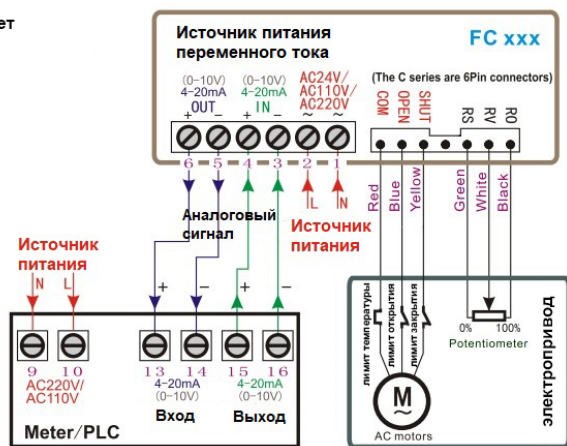 ет
Источник питания
переменного тока
FC xxx
(0–10V)
4–20mA
OUT
(0–10V)
4–20mA
IN
AC24V/
AC110V/
AC220V
(The C series are 6Pin connectors)
COM
OPEN
SHUT
RS
RV
RO
+ − + − ~ ~
6 5 4 3 2 1
L N
Red
Blue
Yellow
Green
White
Black
Аналоговый
сигнал
Источник
питания
Источник
питания
N L
+ − + −
9 10 13 14 15 16
AC220V/
AC110V
4–20mA
(0–10V)
Вход
4–20mA
(0–10V)
Выход
Meter/PLC
лимит температуры
лимит открытия
лимит закрытия
0% 100%
Potentiometer
электропривод
M
~
AC motors